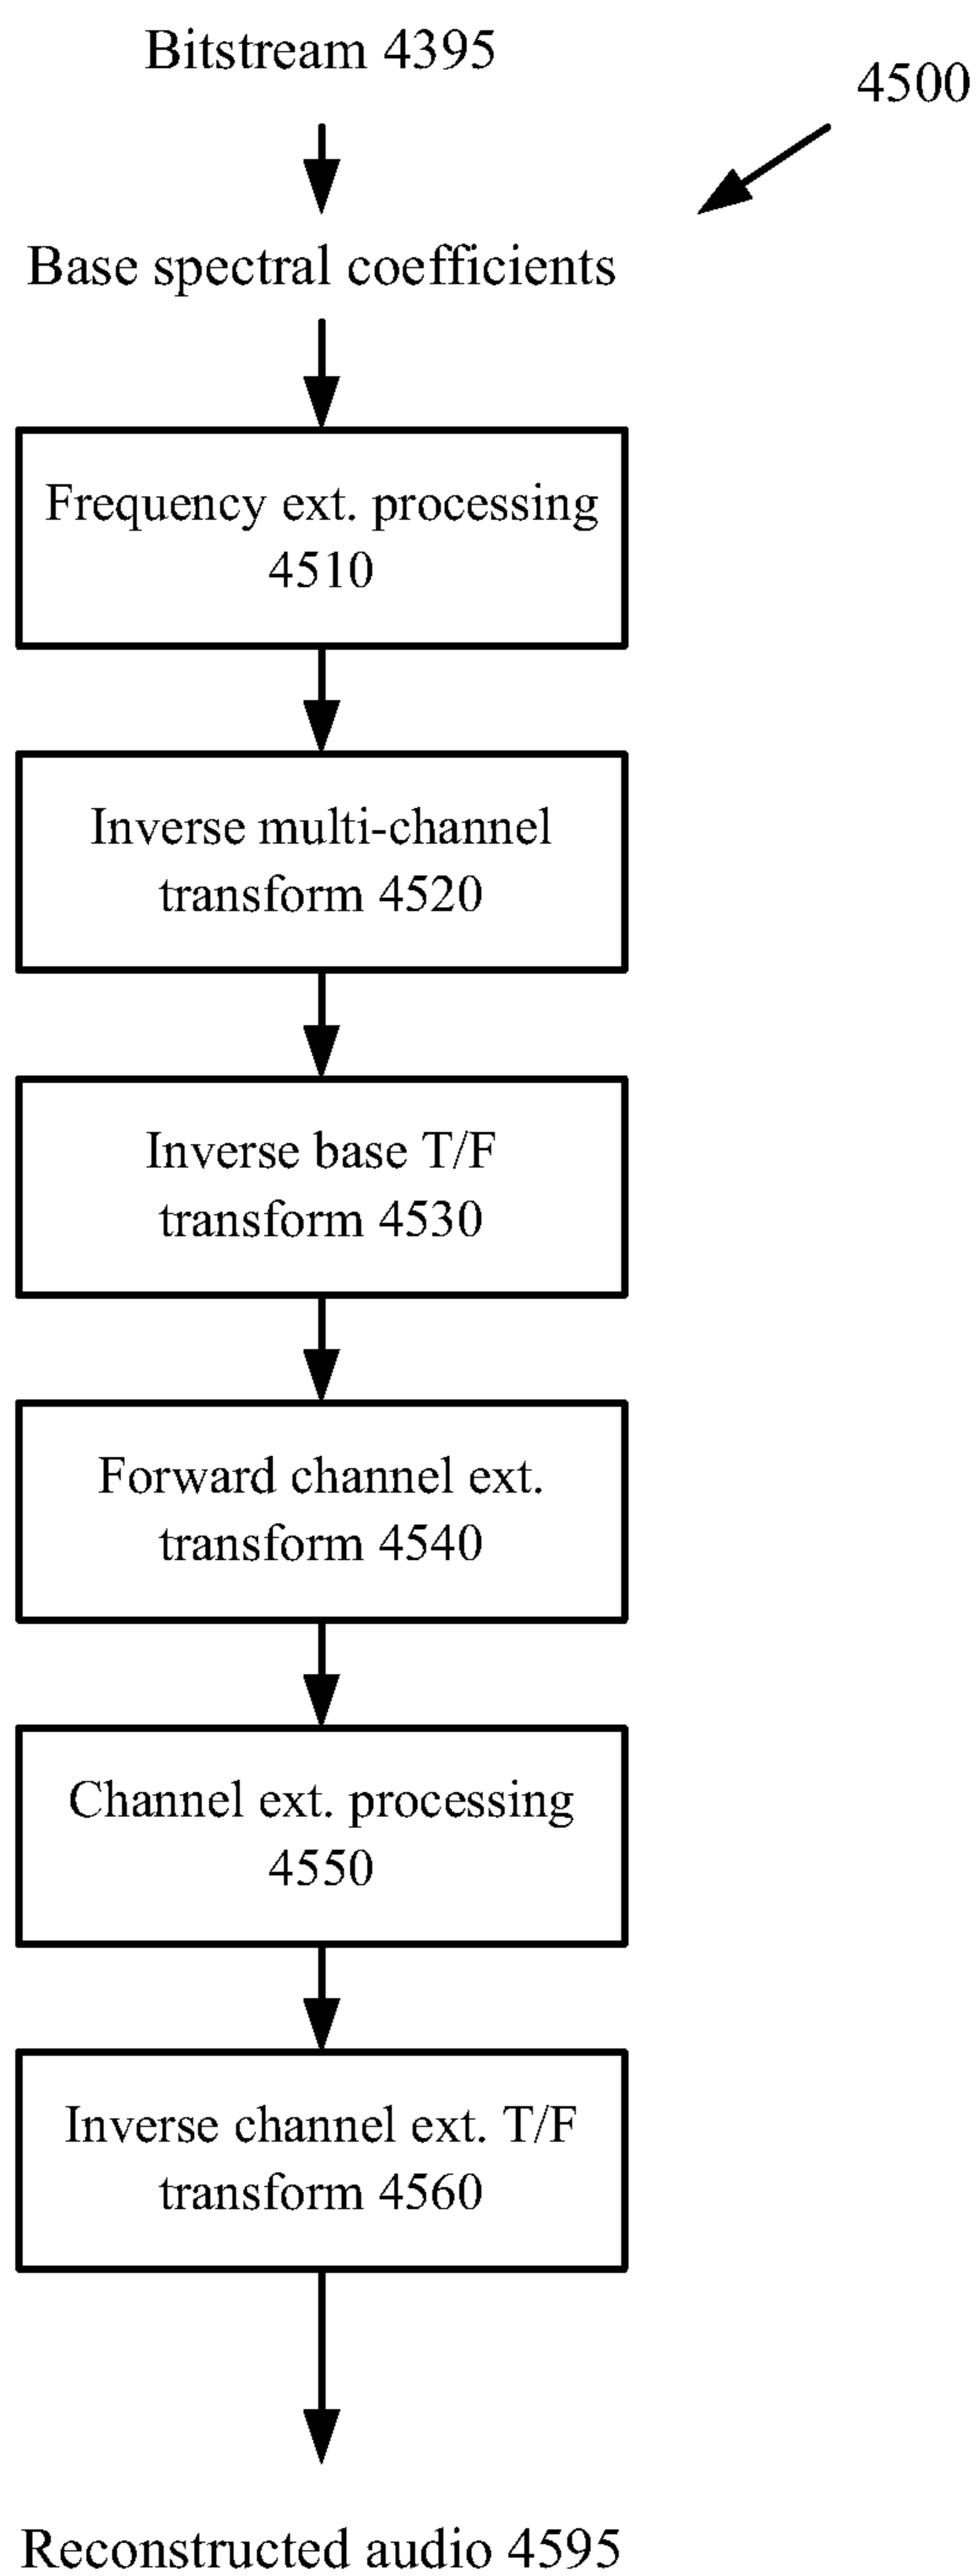 Bitstream 4395
4500
Base spectral coefficients
Frequency ext. processing
4510
Inverse multi-channel
transform 4520
Inverse base T/F
transform 4530
Forward channel ext.
transform 4540
Channel ext. processing
4550
Inverse channel ext. T/F
transform 4560
Reconstructed audio 4595